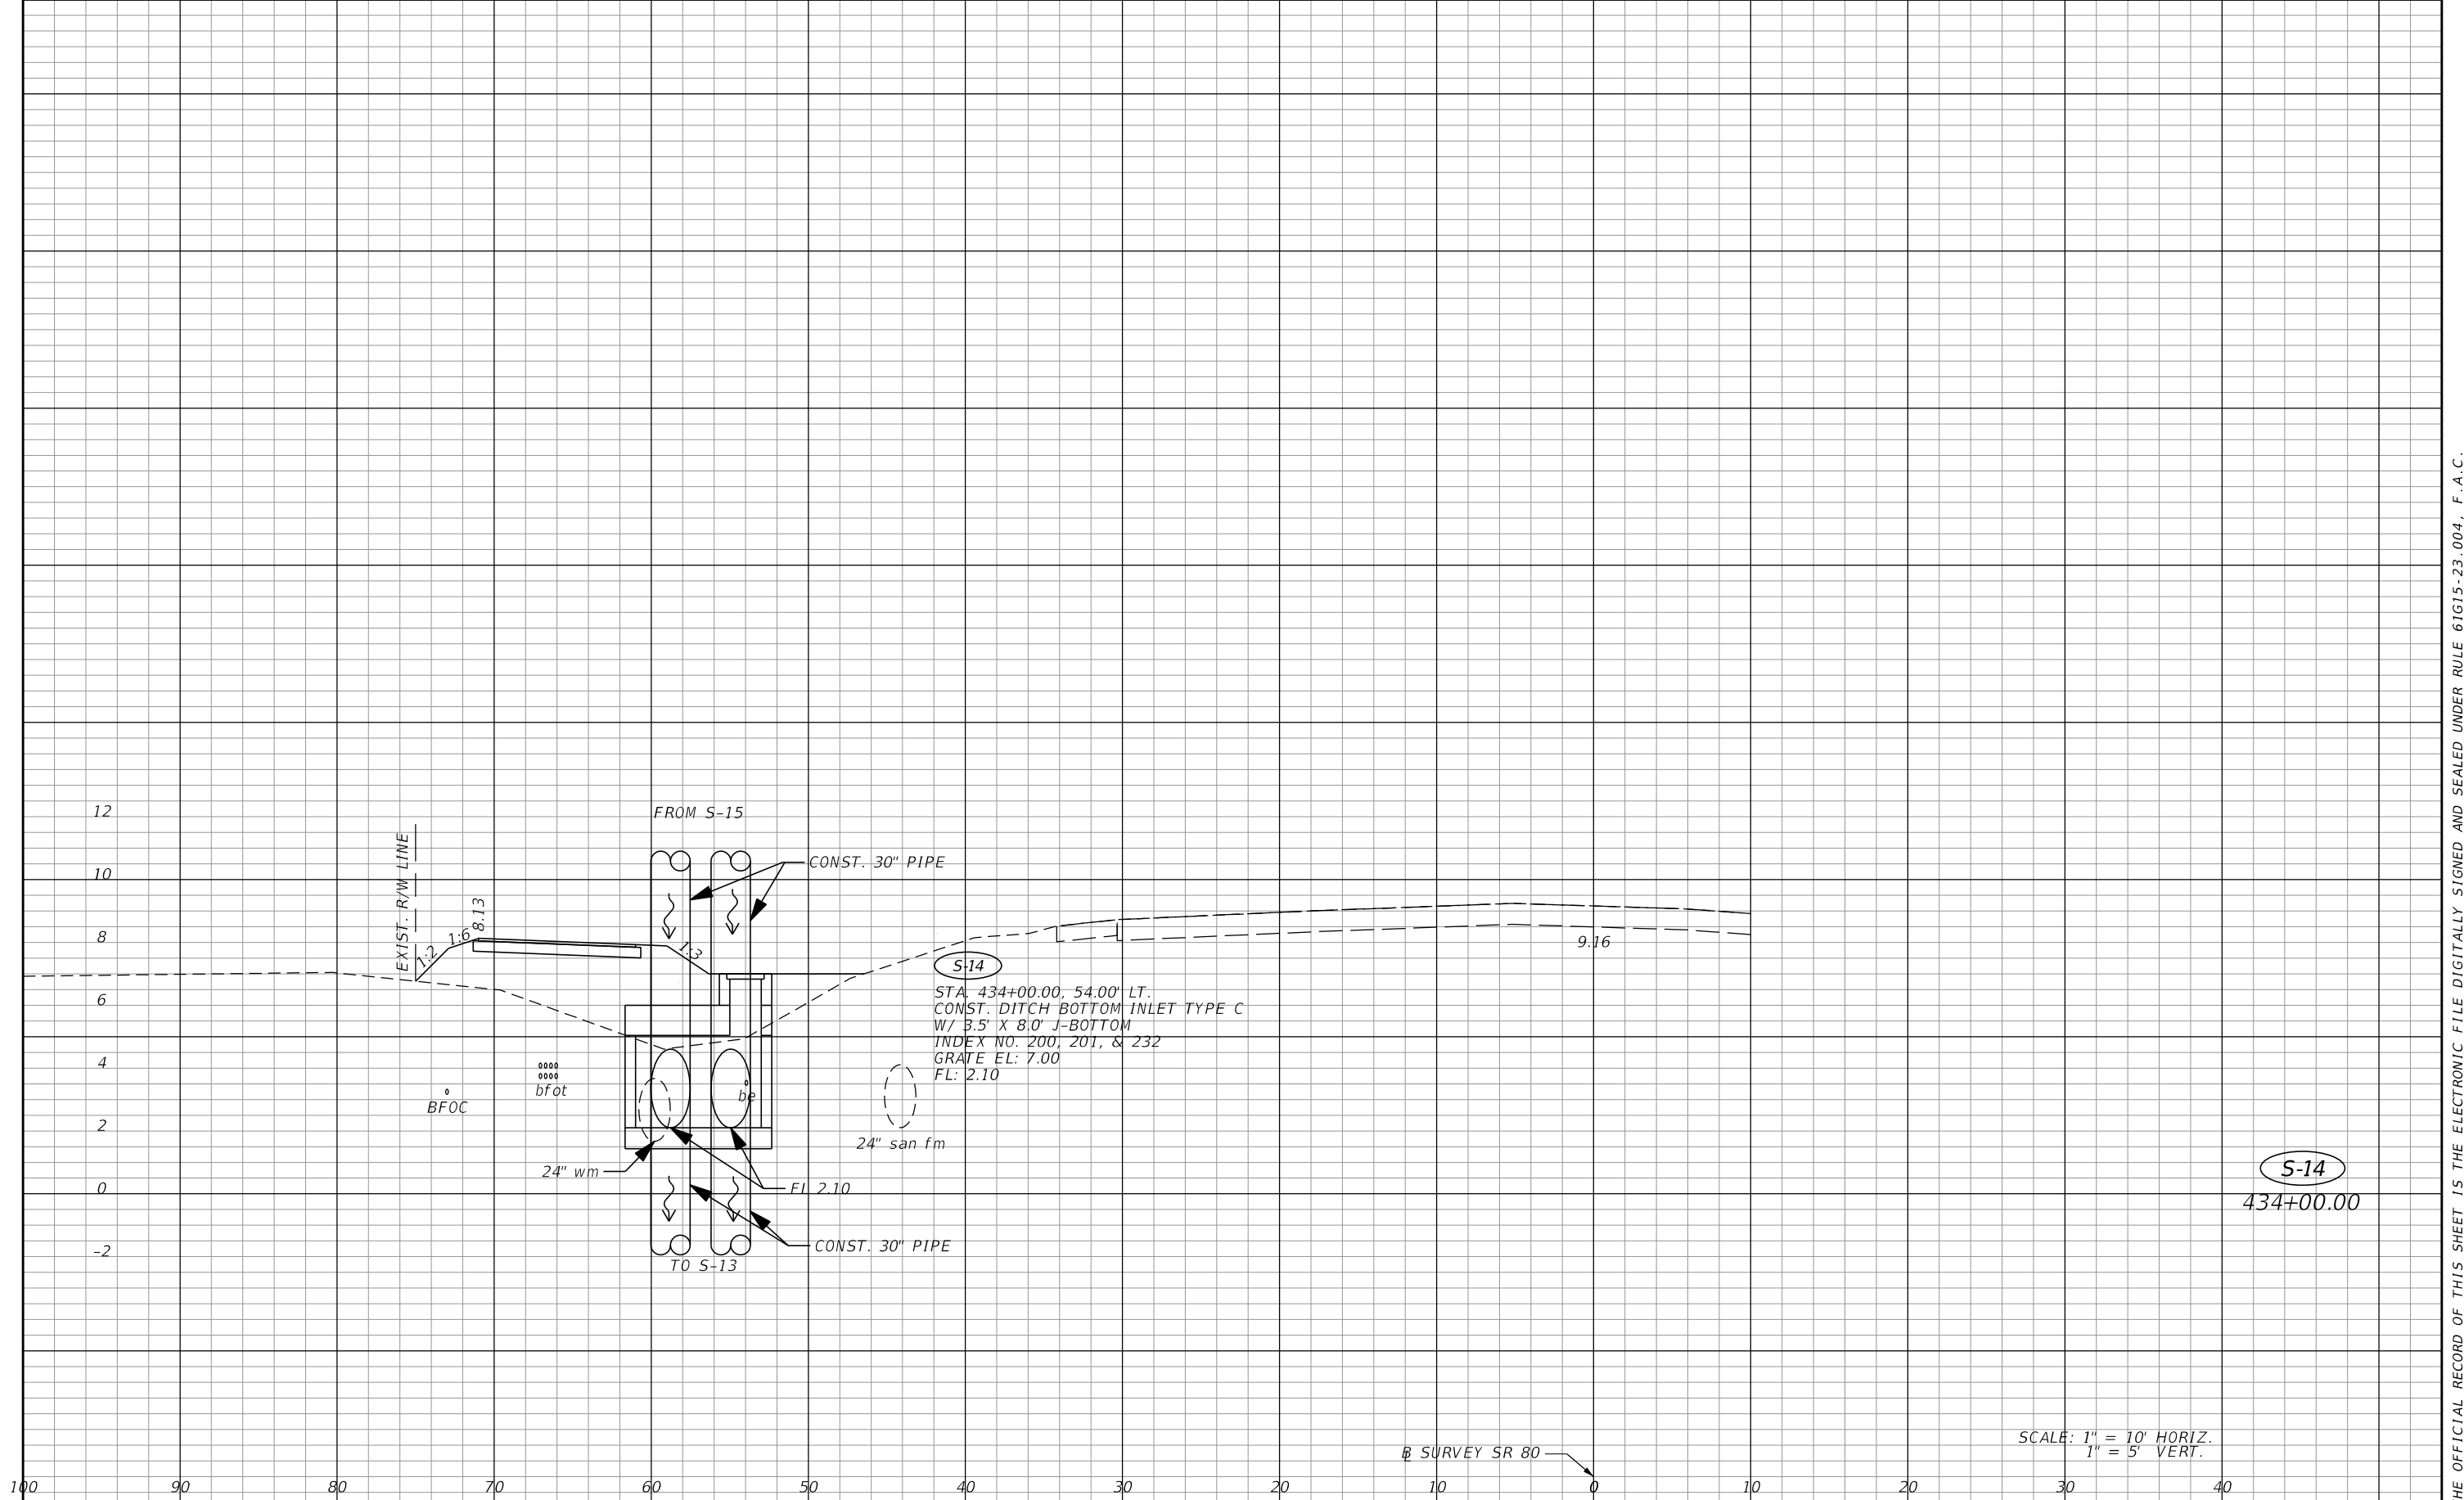 12
10
8
6
4
2
0
-2
EXIST. R/W LINE
1:2
1:6
8.13
1:3
FROM S-15
CONST. 30" PIPE
S-14
STA. 434+00.00, 54.00' LT.
CONST. DITCH BOTTOM INLET TYPE C
W/ 3.5' X 8.0' J-BOTTOM
INDEX NO. 200, 201, & 232
GRATE EL: 7.00
FL: 2.10
9.16
BFOC
bfot
be
24" san fm
24" wm
FL 2.10
CONST. 30" PIPE
TO S-13
S-14
434+00.00
SCALE: 1" = 10' HORIZ.
1" = 5' VERT.
B SURVEY SR 80
100 90 80 70 60 50 40 30 20 10 0 10 20 30 40
HE OFFICIAL RECORD OF THIS SHEET IS THE ELECTRONIC FILE DIGITALLY SIGNED AND SEALED UNDER RULE 61G15-23.004, F.A.C.